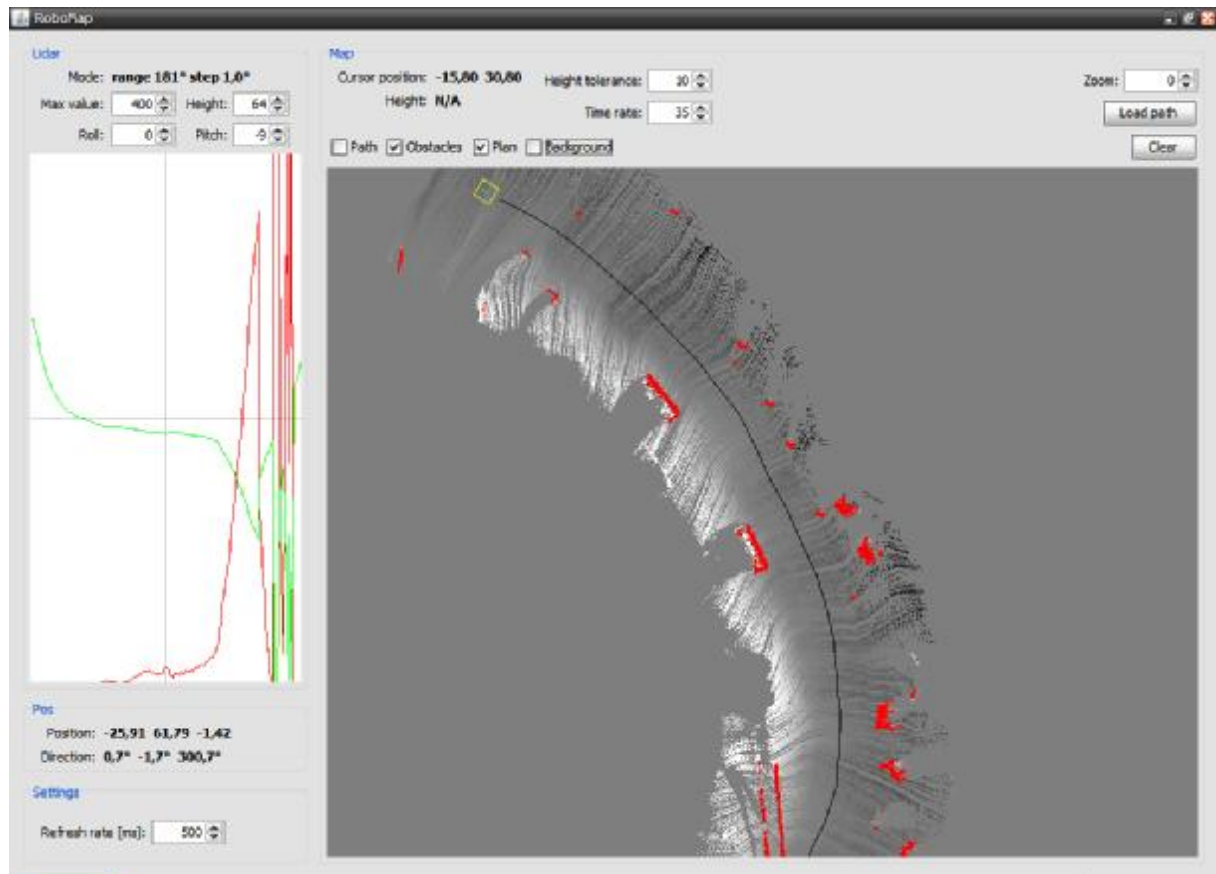 RoboMap
Lidar
Mode: range 181° step 1,0°
Max value: 400 Height: 64
Roll: 0 Pitch: -9
Map
Cursor position: -15,80 30,80 Height tolerance: 10 Zoom: 0
Height: N/A Time rate: 35 Load path
Path Obstacles Plan Background Clear
Pos
Position: -25,91 61,79 -1,42
Direction: 0,7° -1,7° 300,7°
Settings
Refresh rate [ms]: 500